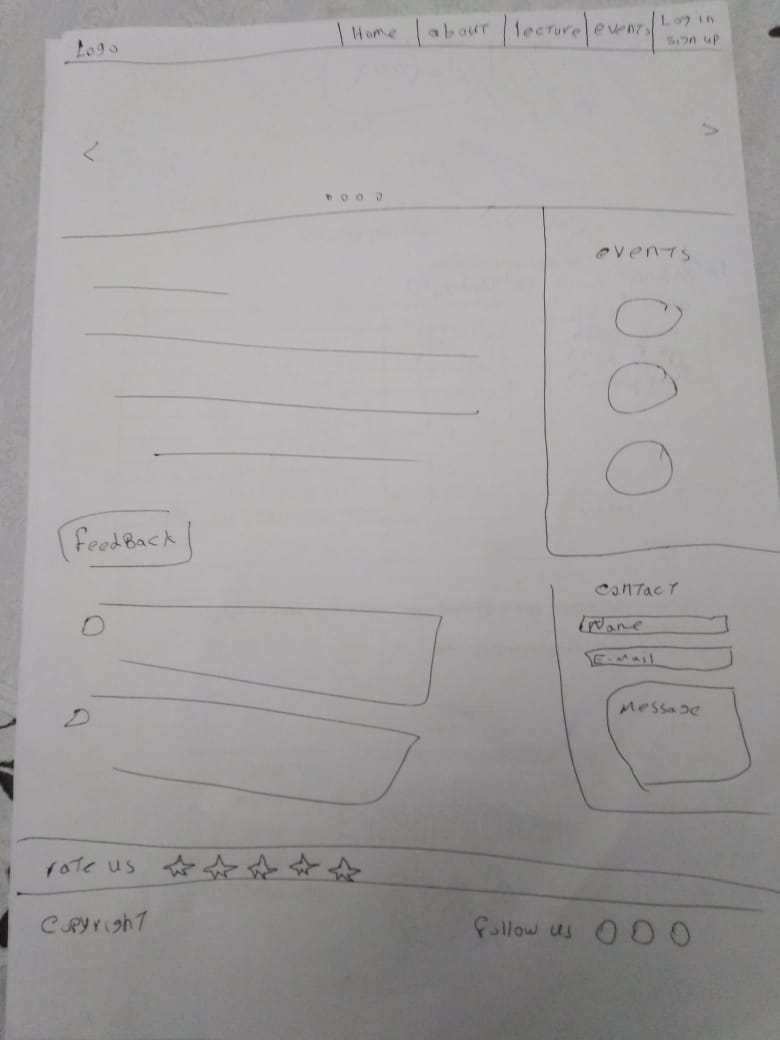 Logo
Home
about
lecture
events
Log in
sign up
events
FeedBack
contact
Name
E-Mail
Message
rate us
Copyright
Follow us